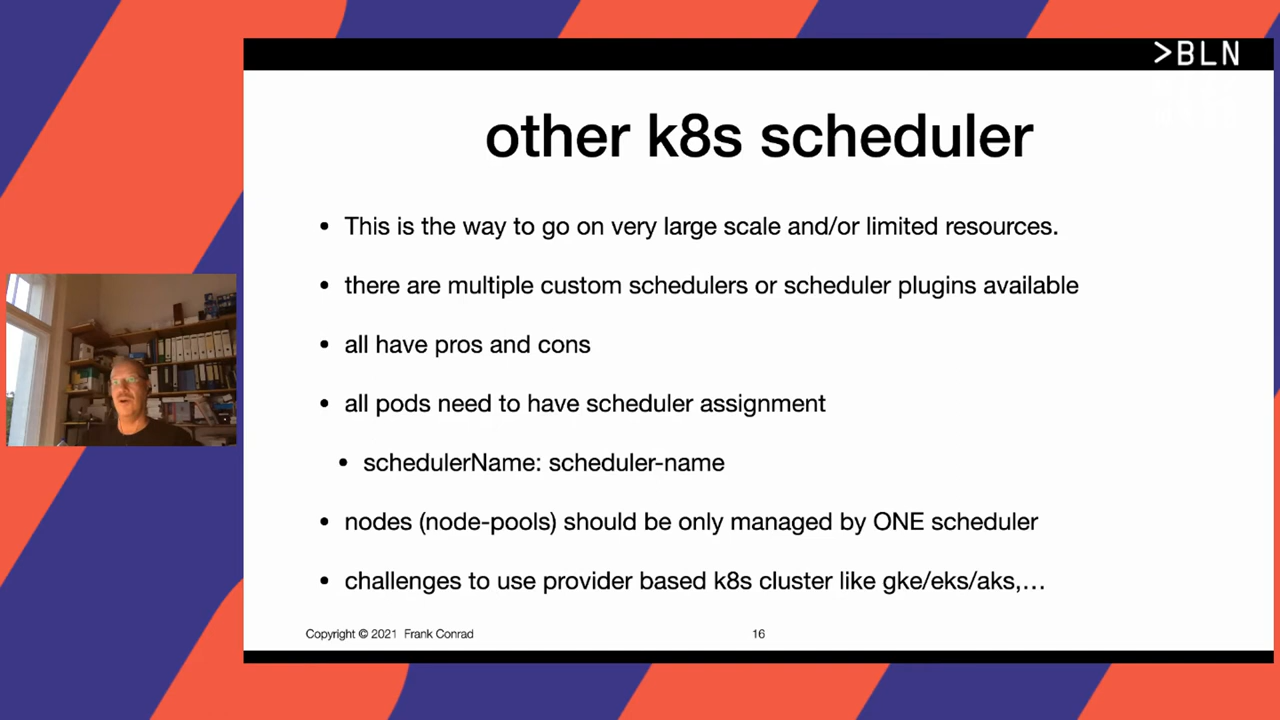 >BLN
other k8s scheduler
• This is the way to go on very large scale and/or limited resources.
• there are multiple custom schedulers or scheduler plugins available
• all have pros and cons
• all pods need to have scheduler assignment
• schedulerName: scheduler-name
• nodes (node-pools) should be only managed by ONE scheduler
• challenges to use provider based k8s cluster like gke/eks/aks,…
Copyright © 2021 Frank Conrad
16